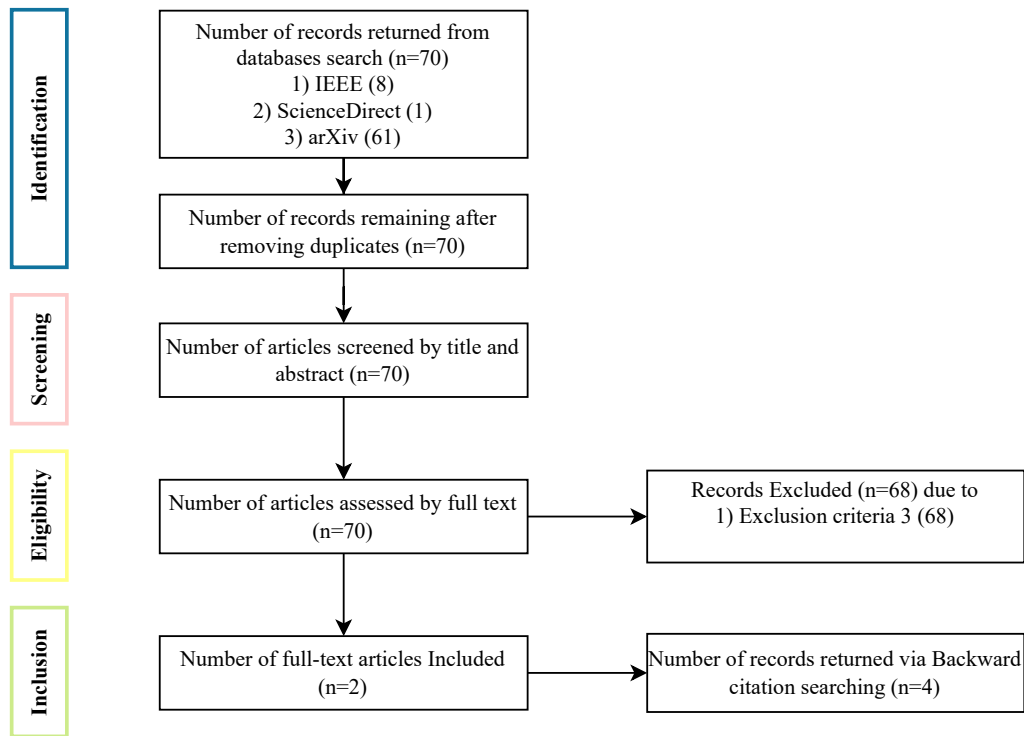 Identification
Number of records returned from
databases search (n=70)
1) IEEE (8)
2) ScienceDirect (1)
3) arXiv (61)
Number of records remaining after
removing duplicates (n=70)
Screening
Number of articles screened by title and
abstract (n=70)
Eligibility
Number of articles assessed by full text
(n=70)
Records Excluded (n=68) due to
1) Exclusion criteria 3 (68)
Inclusion
Number of full-text articles Included
(n=2)
Number of records returned via Backward
citation searching (n=4)